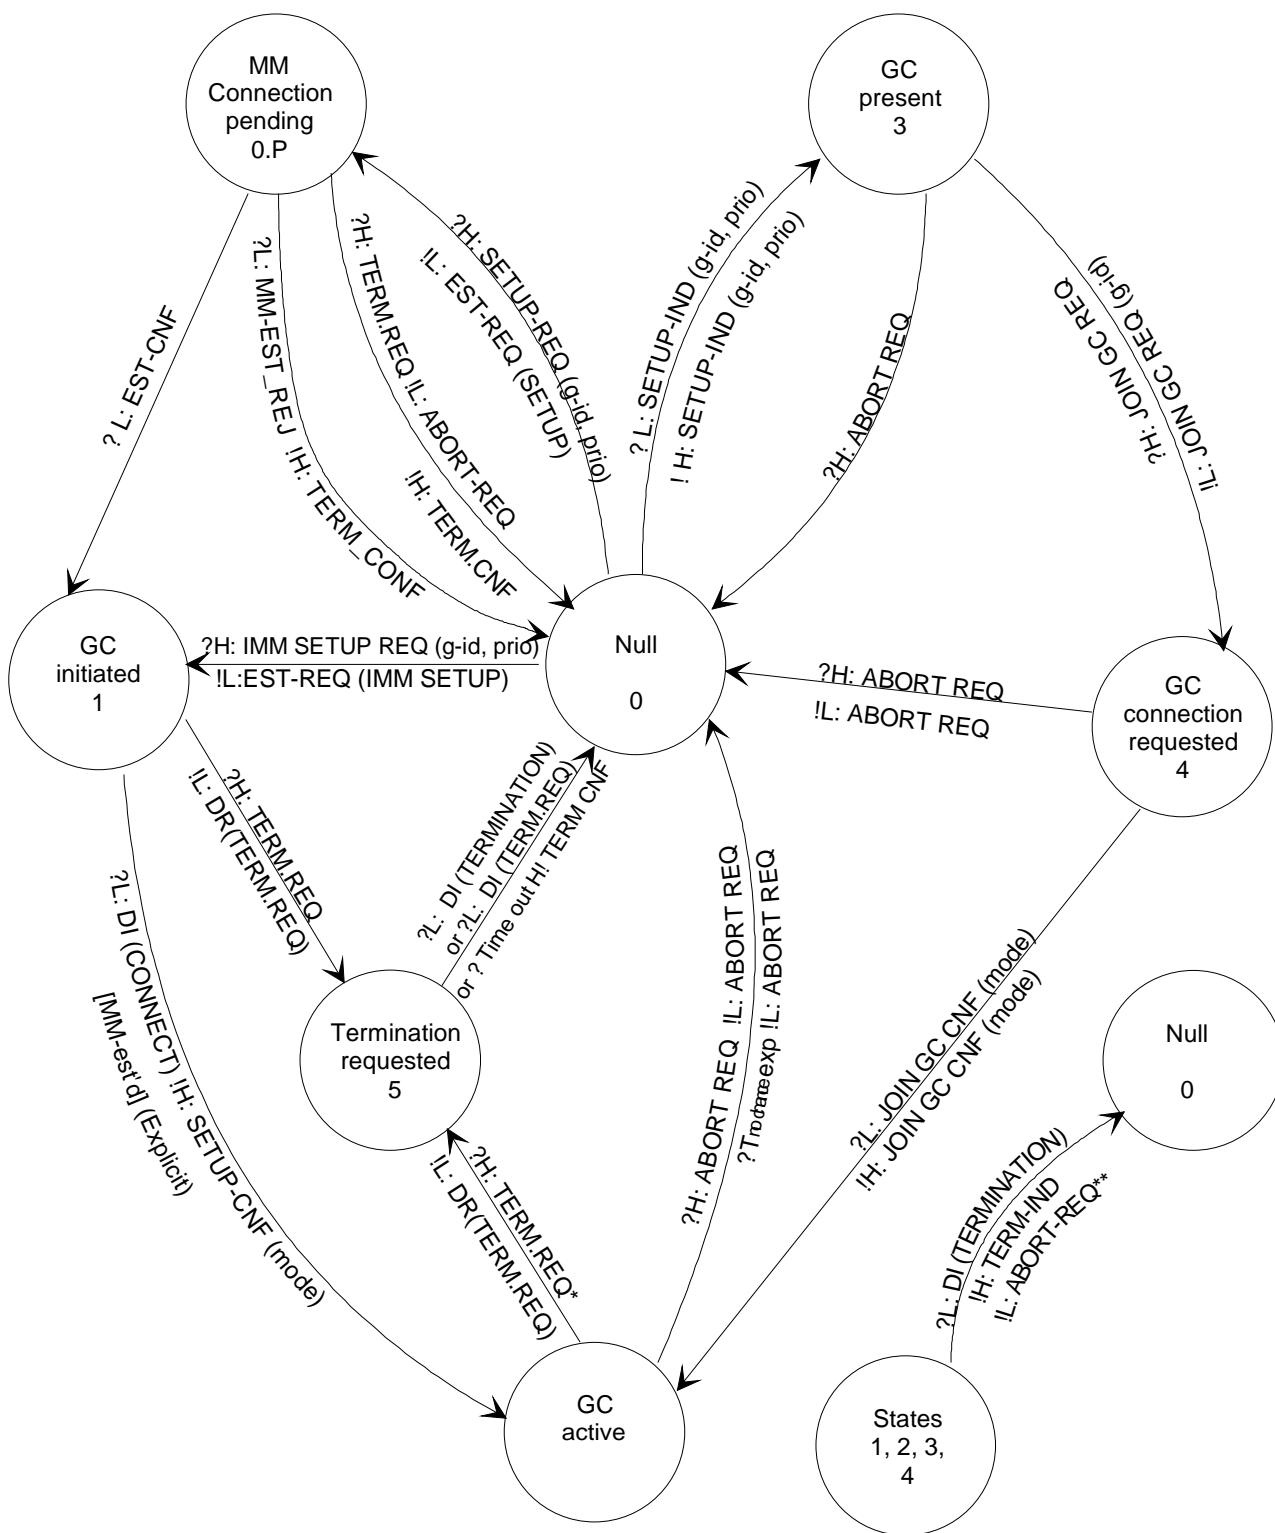 MM
Connection
pending
0.P
GC
present
3
?H: SETUP-REQ (g-id, prio)
!L: EST-REQ (SETUP)
?H: TERM.REQ !L: ABORT-REQ
!H: TERM.CNF
?L: MM-EST_REJ !H: TERM_CONF
? L: EST-CNF
? L: SETUP-IND (g-id, prio)
! H: SETUP-IND (g-id, prio)
?H: ABORT REQ
!L: JOIN GC REQ (g-id)
?H: JOIN GC REQ
GC
initiated
1
?H: IMM SETUP REQ (g-id, prio)
!L:EST-REQ (IMM SETUP)
Null
0
?H: ABORT REQ
!L: ABORT REQ
GC
connection
requested
4
?H: TERM.REQ
!L: DR(TERM.REQ)
?L: DI (TERMINATION)
or ?L: DI (TERM.REQ)
or ? Time out H! TERM CNF
?L: DI (CONNECT) !H: SETUP-CNF (mode)
[MM-est'd] (Explicit)
Termination
requested
5
?H: ABORT REQ !L: ABORT REQ
exp !L: ABORT REQ
?L: JOIN GC CNF (mode)
!H: JOIN GC CNF (mode)
Null
0
?H: TERM.REQ*
!L: DR(TERM.REQ)
?L: DI (TERMINATION)
!H: TERM-IND
!L: ABORT-REQ**
GC
active
States
1, 2, 3,
4